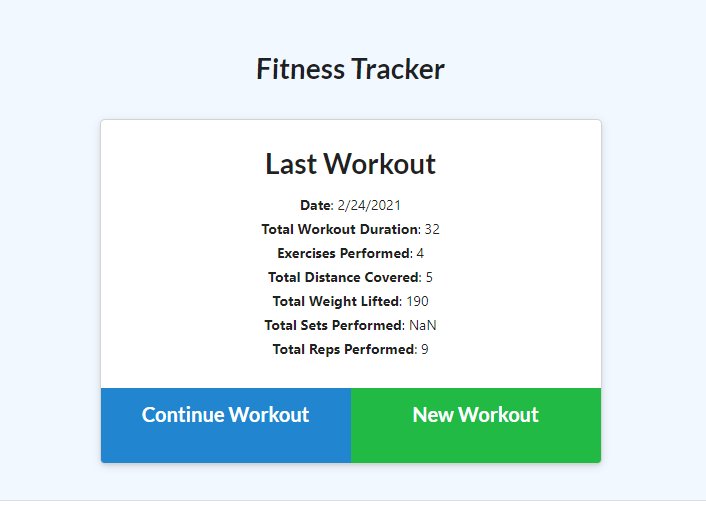 Fitness Tracker
Last Workout
Date: 2/24/2021
Total Workout Duration: 32
Exercises Performed: 4
Total Distance Covered: 5
Total Weight Lifted: 190
Total Sets Performed: NaN
Total Reps Performed: 9
Continue Workout
New Workout